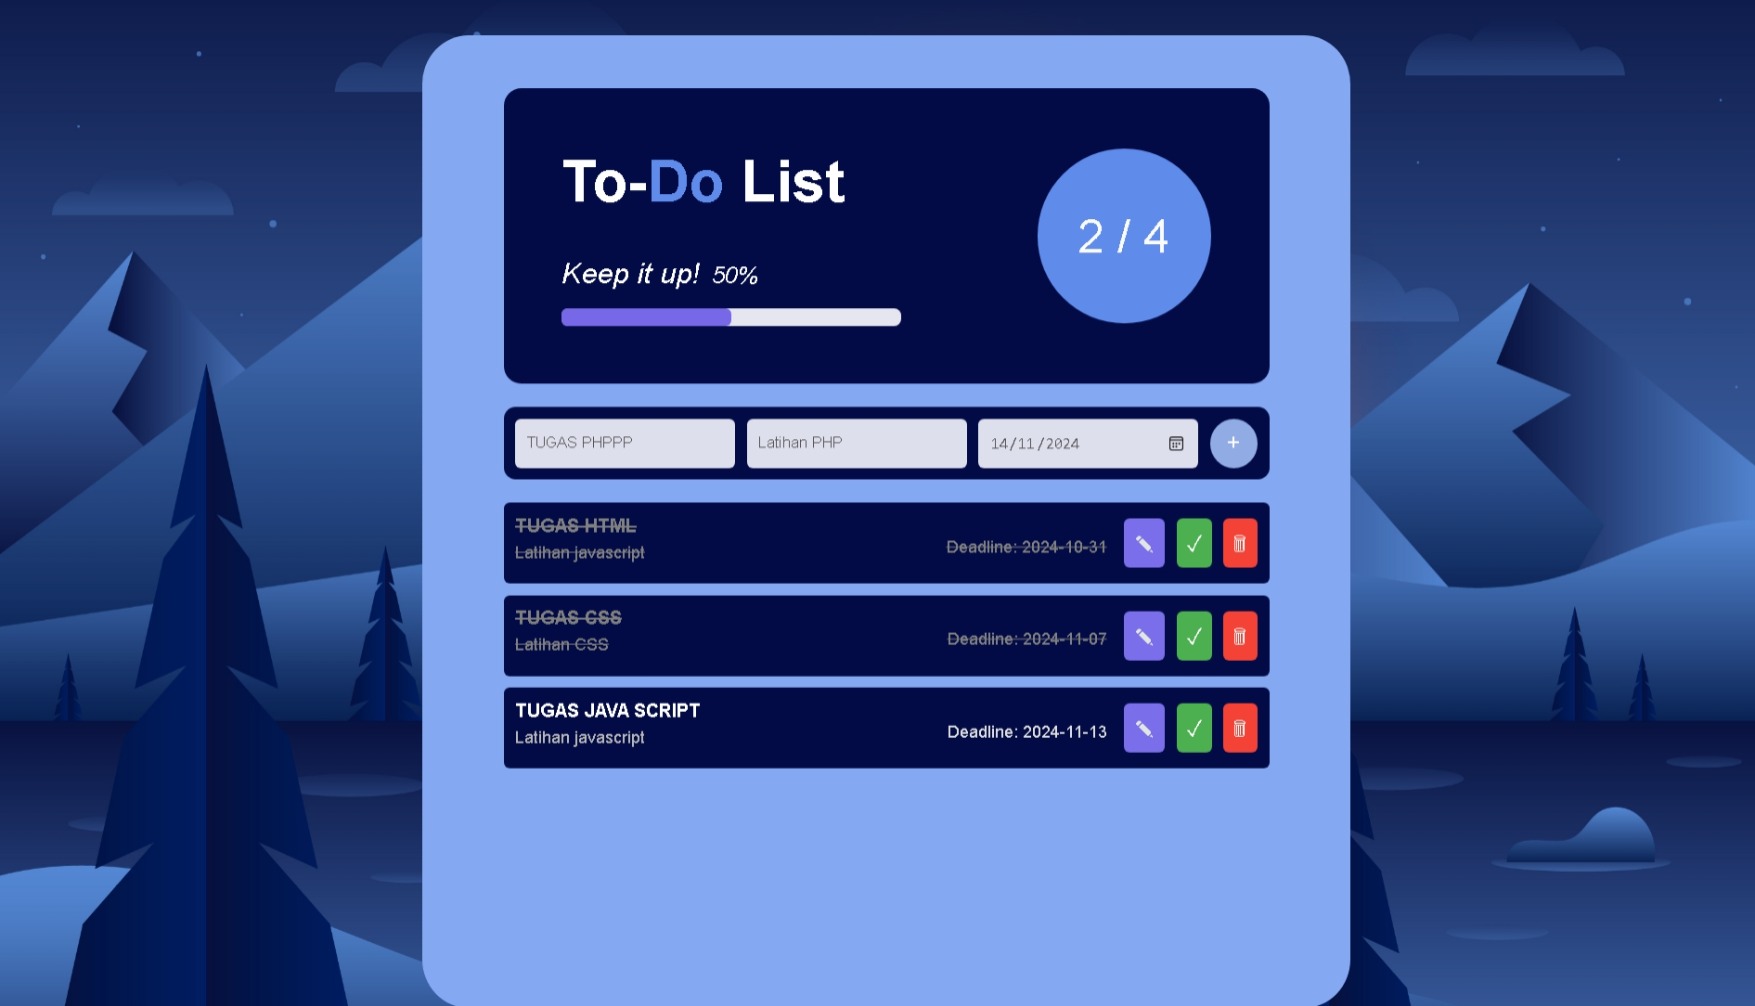 To-Do List
2 / 4
Keep it up! 50%
TUGAS PHPPP
Latihan PHP
14/11/2024
+
TUGAS HTML
Latihan javascript
Deadline: 2024-10-31
TUGAS CSS
Latihan CSS
Deadline: 2024-11-07
TUGAS JAVA SCRIPT
Latihan javascript
Deadline: 2024-11-13